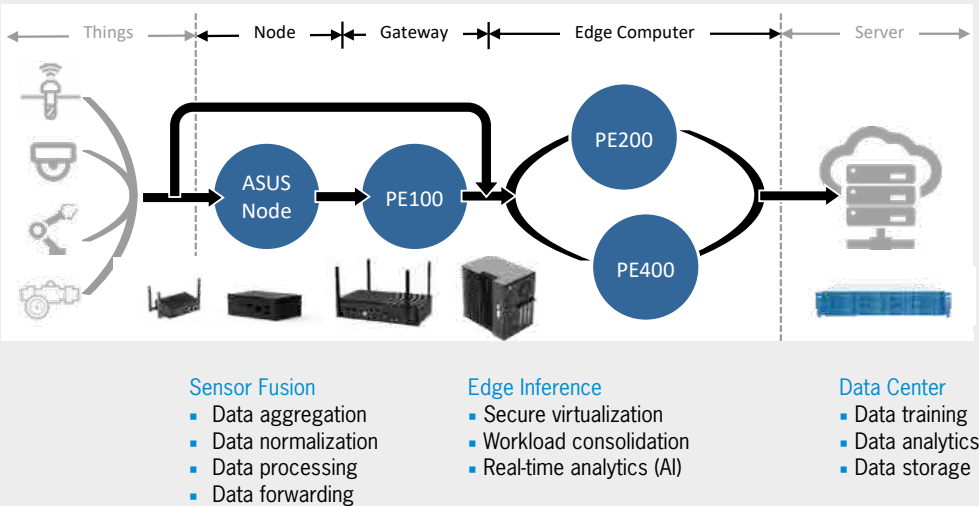 Things
Node
Gateway
Edge Computer
Server
ASUS
Node
PE100
PE200
PE400
Sensor Fusion
▪ Data aggregation
▪ Data normalization
▪ Data processing
▪ Data forwarding
Edge Inference
▪ Secure virtualization
▪ Workload consolidation
▪ Real-time analytics (AI)
Data Center
▪ Data training
▪ Data analytics
▪ Data storage